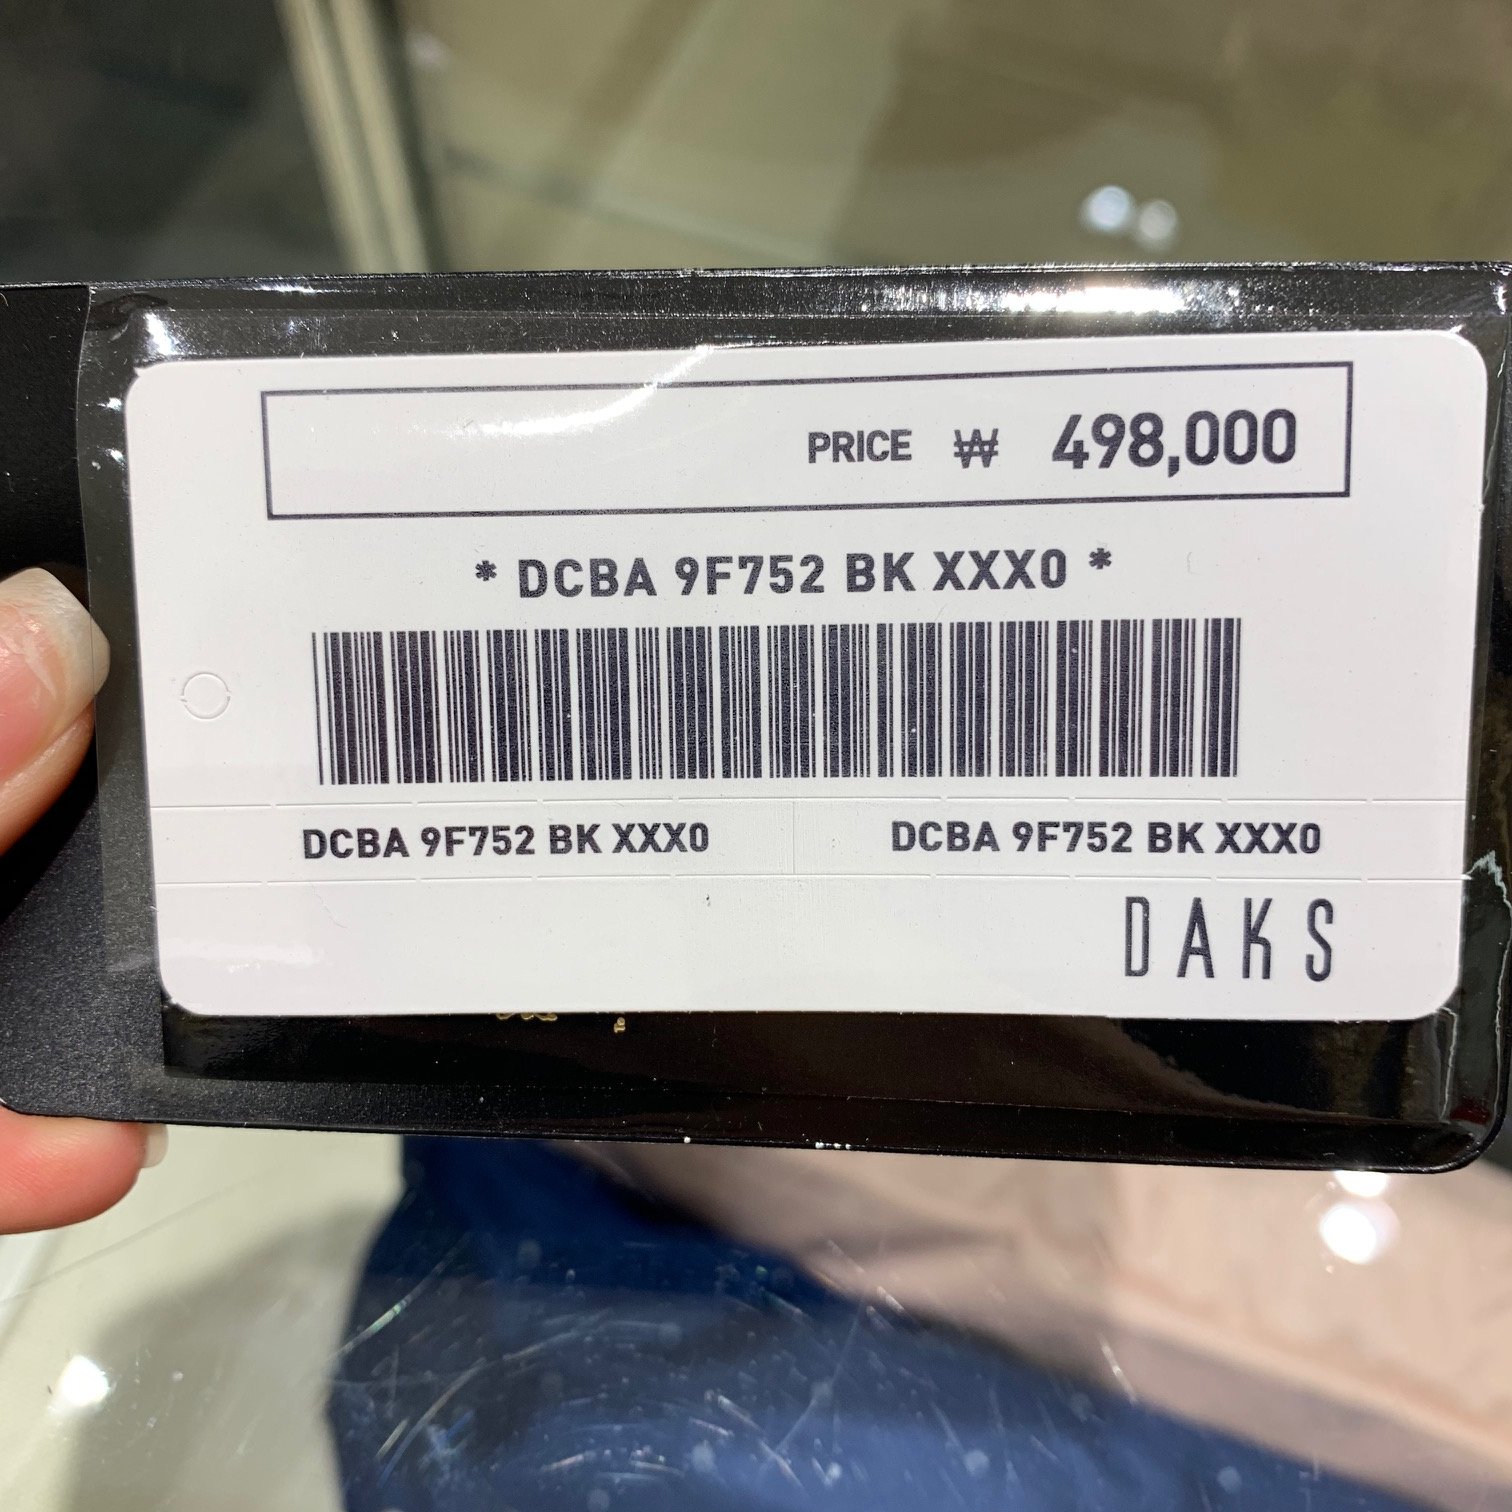 PRICE ₩ 498,000
* DCBA 9F752 BK XXX0 *
DCBA 9F752 BK XXX0 DCBA 9F752 BK XXX0
DAKS